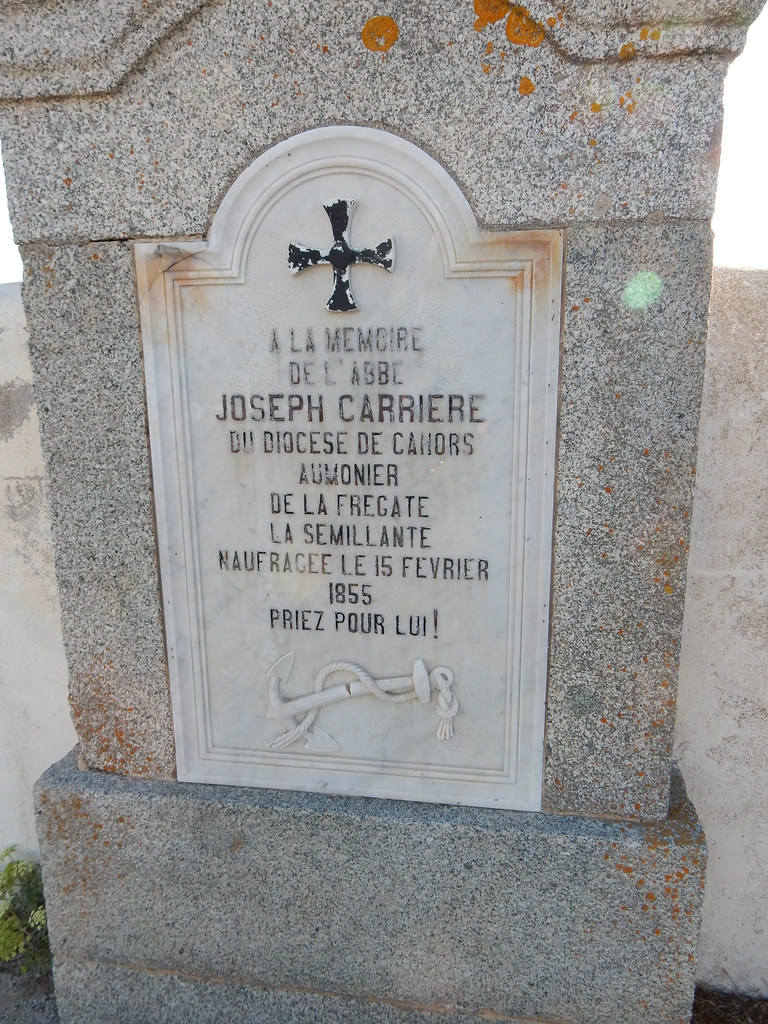 A LA MEMOIRE
DE L'ABBE
JOSEPH CARRIERE
DU DIOCESE DE CAHORS
AUMONIER
DE LA FREGATE
LA SEMILLANTE
NAUFRAGEE LE 15 FEVRIER
1855
PRIEZ POUR LUI!